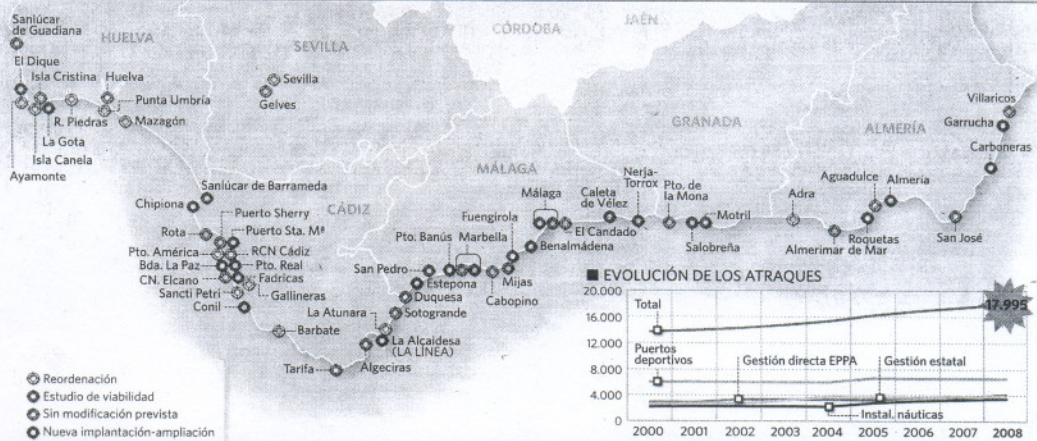 Sanlúcar
de Guadiana
HUELVA
El Dique
Isla Cristina
Huelva
Punta Umbría
R. Piedras
Mazagón
La Gota
Isla Canela
Ayamonte
SEVILLA
Sevilla
Gelves
CÓRDOBA
JAÉN
GRANADA
ALMERÍA
MÁLAGA
CÁDIZ
Villaricos
Garrucha
Carboneras
Aguadulce
Almería
Adra
San José
Roquetas
Almerimar de Mar
Nerja-
Torrox
Pto. de
la Mona
Motril
Salobreña
Caleta
de Vélez
Málaga
El Candado
Fuengirola
Benalmádena
Pto. Banús
Marbella
Mijas
Cabopino
San Pedro
Estepona
Duquesa
Sotogrande
La Atunara
La Alcaidesa
(LA LÍNEA)
Algeciras
Tarifa
Sanlúcar de Barrameda
Chipiona
Puerto Sherry
Rota
Puerto Sta. Mª
Pto. América
RCN Cádiz
Bda. La Paz
Pto. Real
CN. Elcano
Fadricas
Sancti Petri
Gallineras
Conil
Barbate
Reordenación
Estudio de viabilidad
Sin modificación prevista
Nueva implantación-ampliación
EVOLUCIÓN DE LOS ATRAQUES
20.000
Total
17.995
16.000
12.000
Puertos
deportivos
Gestión directa EPPA
Gestión estatal
8.000
4.000
Instal. náuticas
0
2000 2001 2002 2003 2004 2005 2006 2007 2008